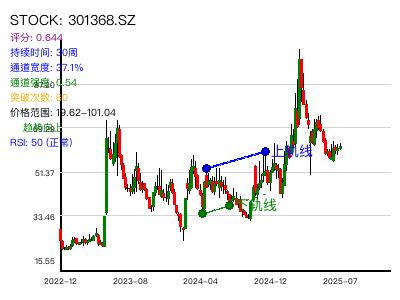 STOCK: 301368.SZ
评分: 0.644
持续时间: 30周
通道宽度: 37.1%
通道强度: 0.54
突破次数: 60
价格范围: 19.62-101.04
RSI: 50 (正常)
上轨线
下轨线
51.37
33.46
15.55
2022-12
2023-08
2024-04
2024-12
2025-07